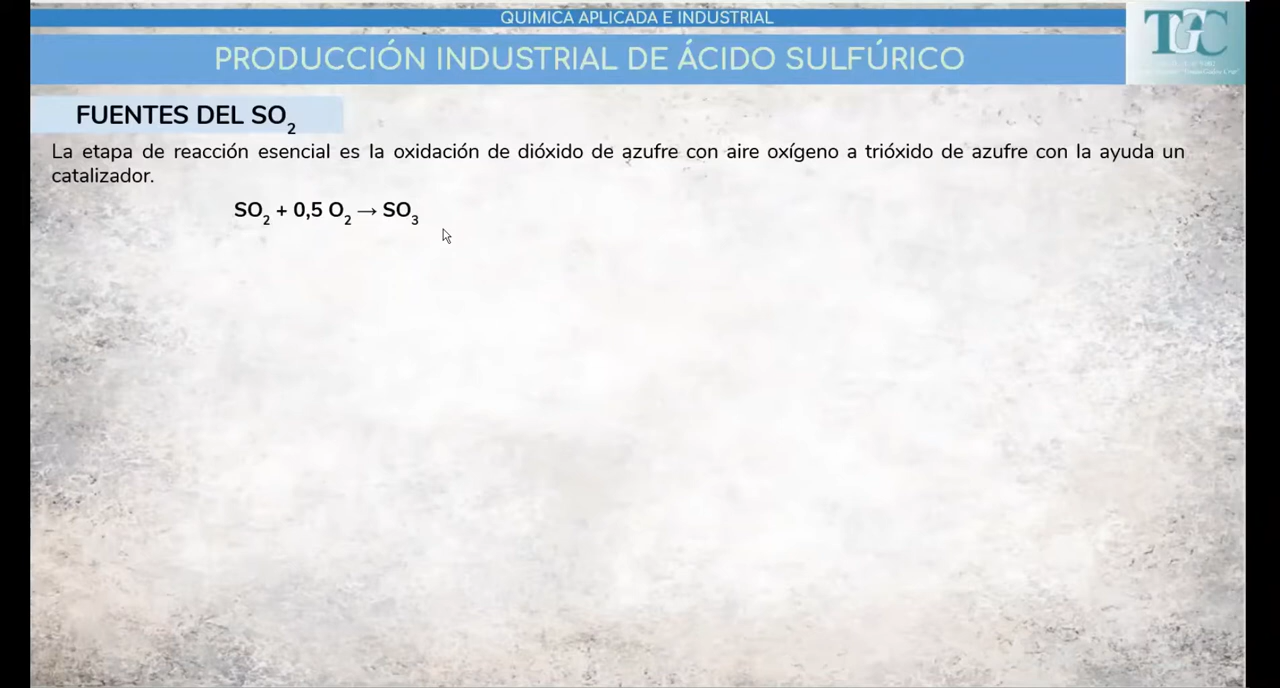 QUIMICA APLICADA E INDUSTRIAL
PRODUCCIÓN INDUSTRIAL DE ÁCIDO SULFÚRICO
TGC
FUENTES DEL SO2
La etapa de reacción esencial es la oxidación de dióxido de azufre con aire oxígeno a trióxido de azufre con la ayuda un
catalizador.
SO2 + 0,5 O2 → SO3